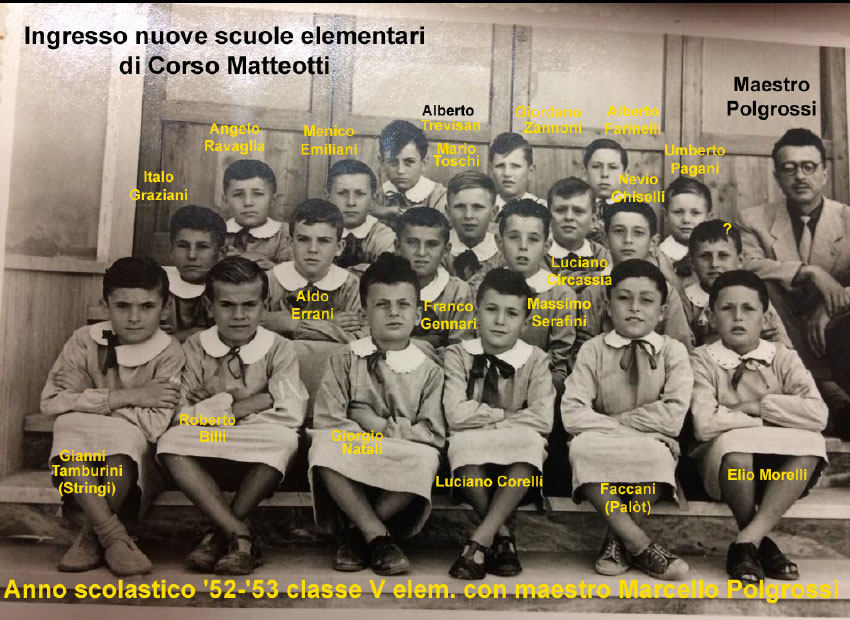 Ingresso nuove scuole elementari
di Corso Matteotti
Maestro
Polgrossi
Alberto
Trevisan
Giordano
Zannoni
Alberto
Farinelli
Angelo
Ravaglia
Menico
Emiliani
Mario
Toschi
Umberto
Pagani
Italo
Graziani
Nevio
Ghiselli
?
Luciano
Circassia
Aldo
Errani
Franco
Gennari
Massimo
Serafini
Roberto
Billi
Giorgio
Natali
Gianni
Tamburini
(Stringi)
Luciano Corelli
Faccani
(Palòt)
Elio Morelli
Anno scolastico '52-'53 classe V elem. con maestro Marcello Polgrossi